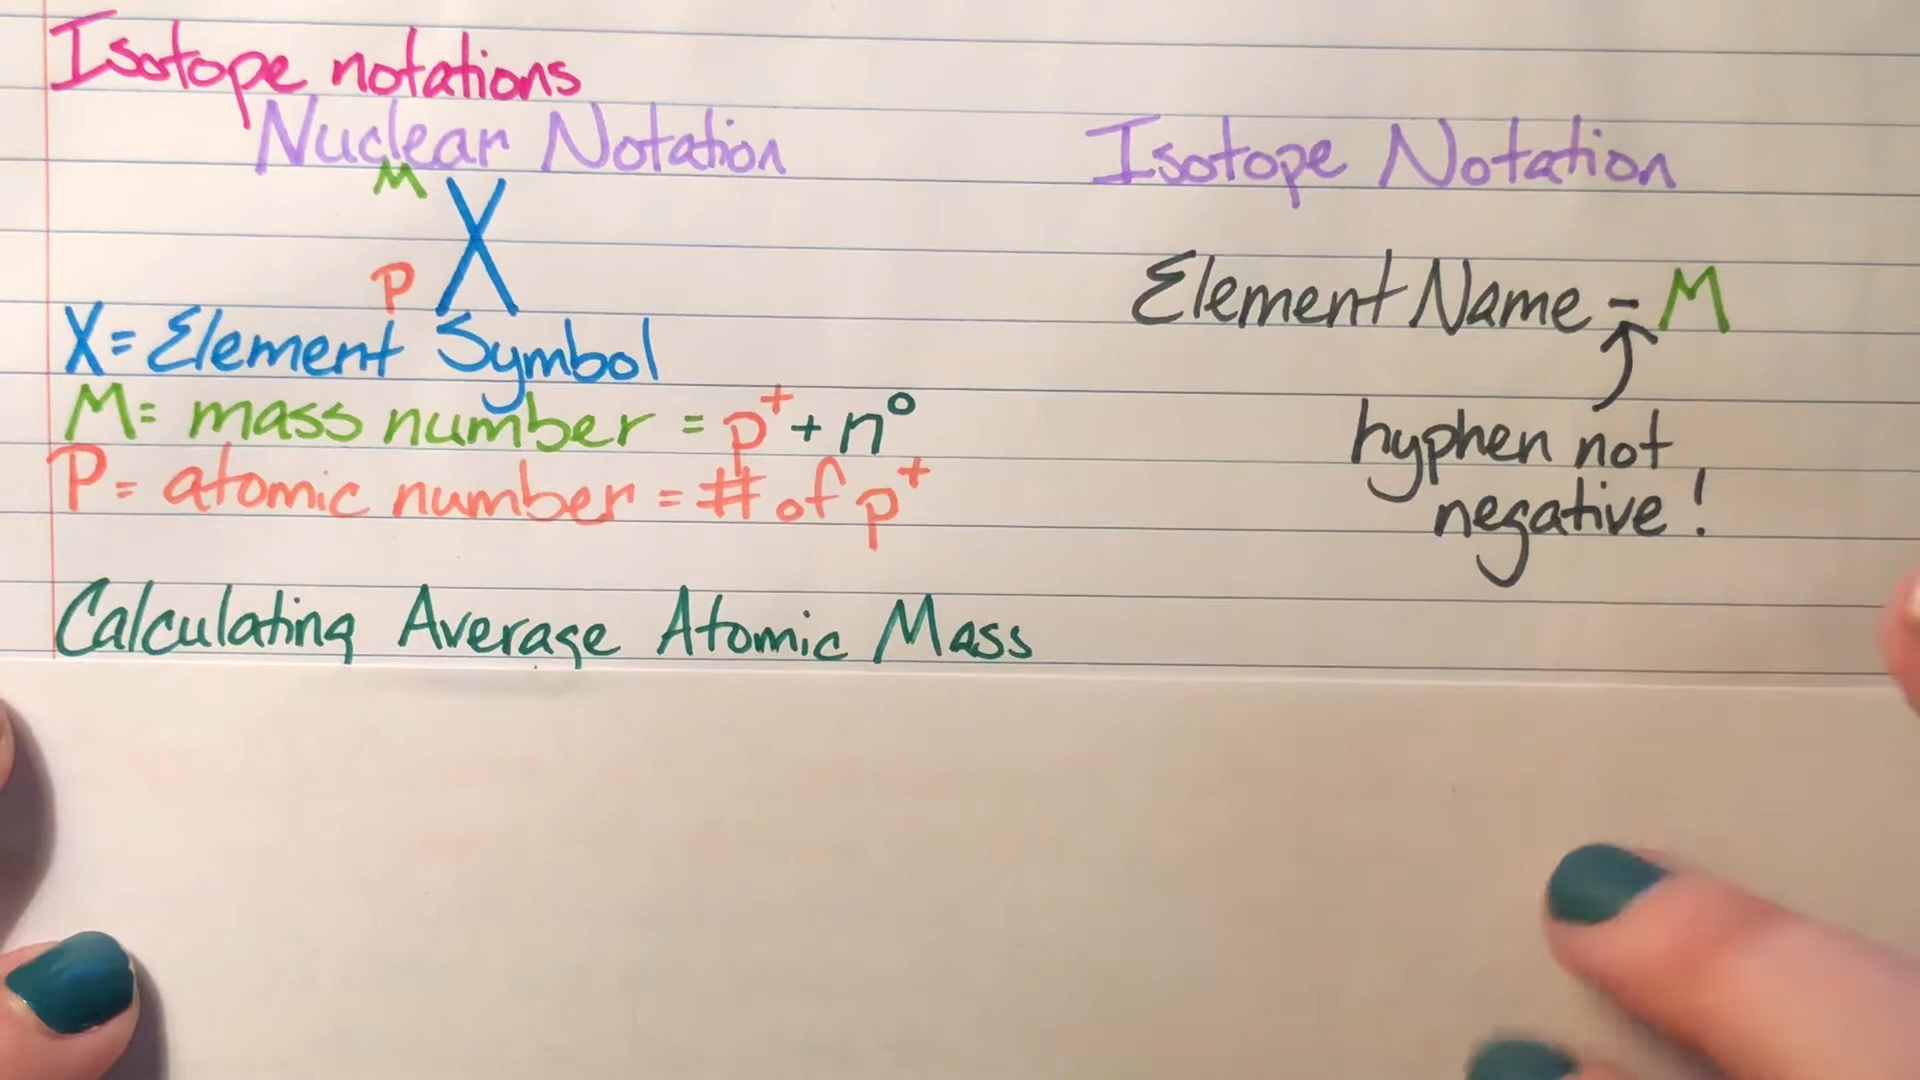 Isotope notations
Nuclear Notation
M
X
P
X = Element Symbol
M = mass number = p⁺ + n⁰
P = atomic number = # of p⁺
Isotope Notation
Element Name - M
hyphen not
negative!
Calculating Average Atomic Mass